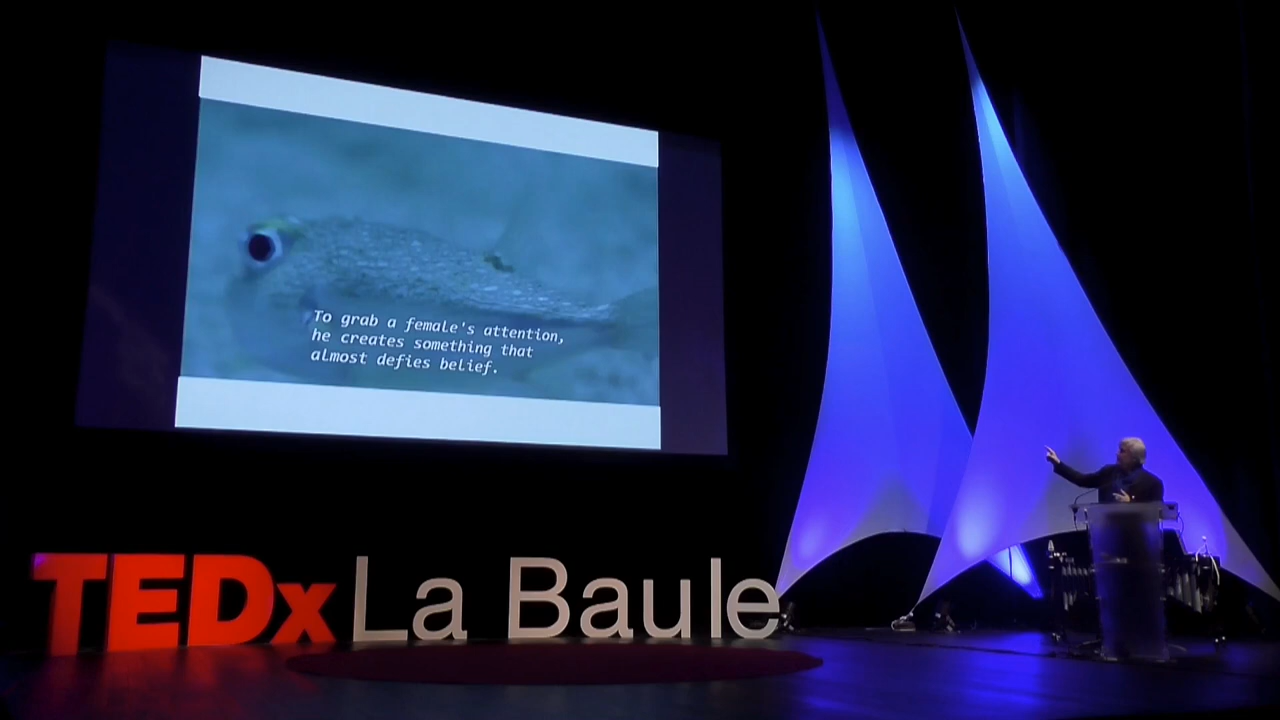 To grab a female's attention,
he creates something that
almost defies belief.
TEDx La Baule